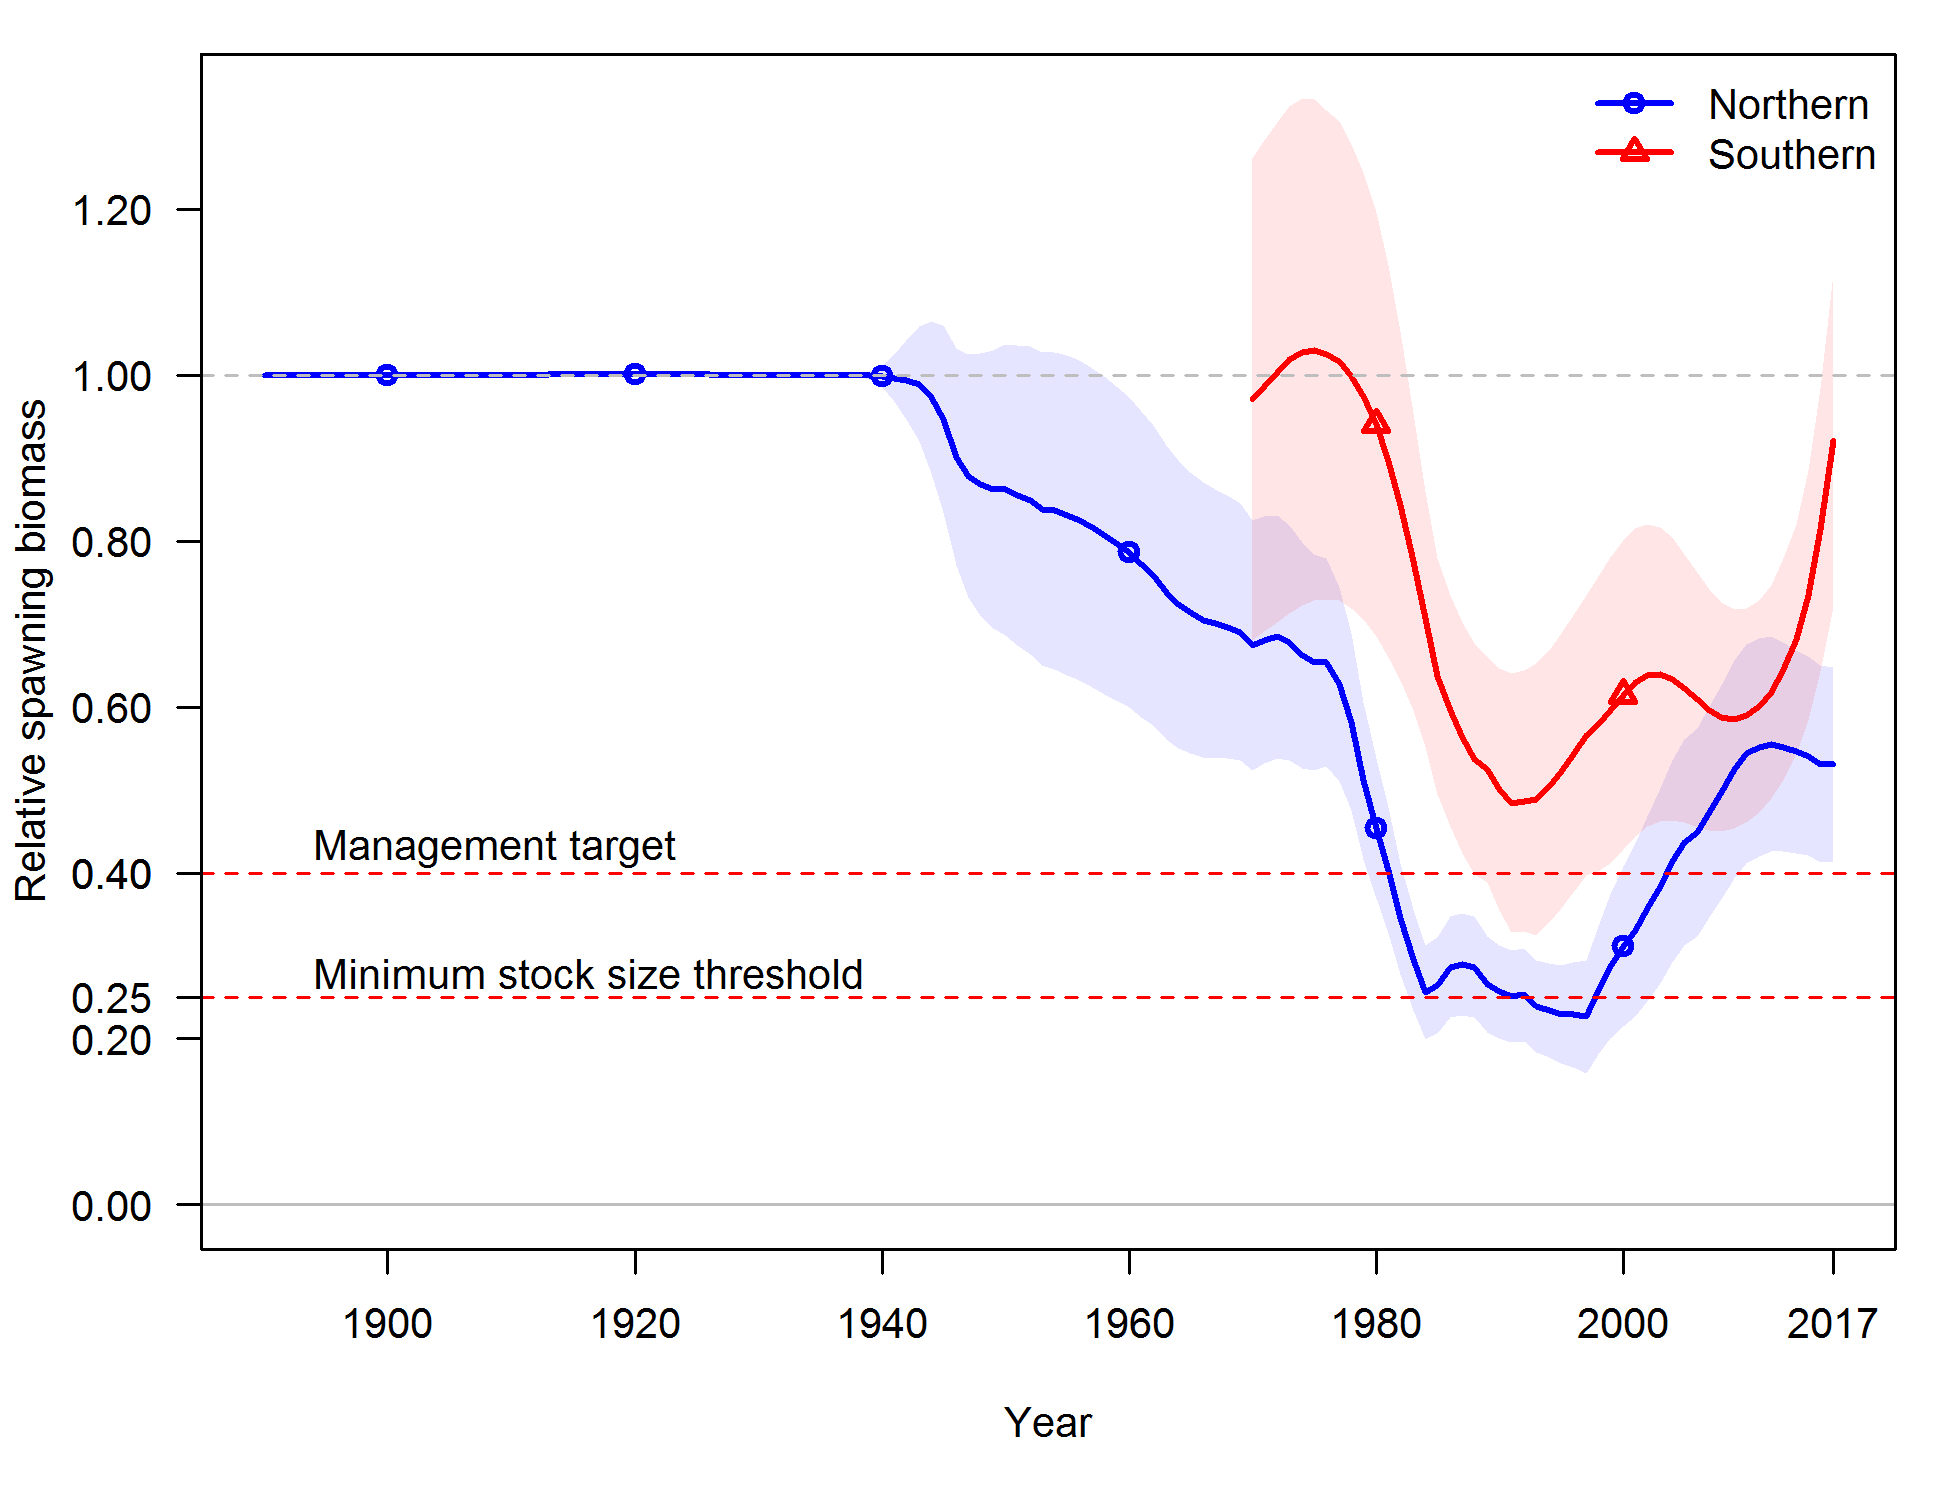 Northern
Southern
Relative spawning biomass
1.20
1.00
0.80
0.60
0.40
0.25
0.20
0.00
Management target
Minimum stock size threshold
1900 1920 1940 1960 1980 2000 2017
Year